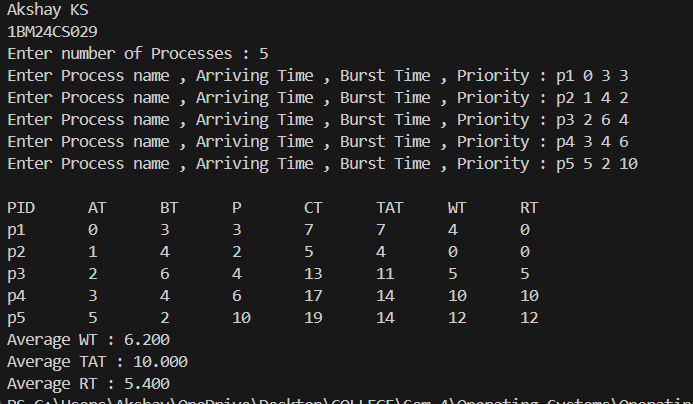 Akshay KS
1BM24CS029
Enter number of Processes : 5
Enter Process name , Arriving Time , Burst Time , Priority : p1 0 3 3
Enter Process name , Arriving Time , Burst Time , Priority : p2 1 4 2
Enter Process name , Arriving Time , Burst Time , Priority : p3 2 6 4
Enter Process name , Arriving Time , Burst Time , Priority : p4 3 4 6
Enter Process name , Arriving Time , Burst Time , Priority : p5 5 2 10
PID AT BT P CT TAT WT RT
p1 0 3 3 7 7 4 0
p2 1 4 2 5 4 0 0
p3 2 6 4 13 11 5 5
p4 3 4 6 17 14 10 10
p5 5 2 10 19 14 12 12
Average WT : 6.200
Average TAT : 10.000
Average RT : 5.400
PS C:\Users\Akshay\OneDrive\Desktop\COLLEGE\Sem 4\Operating Systems\Operatin